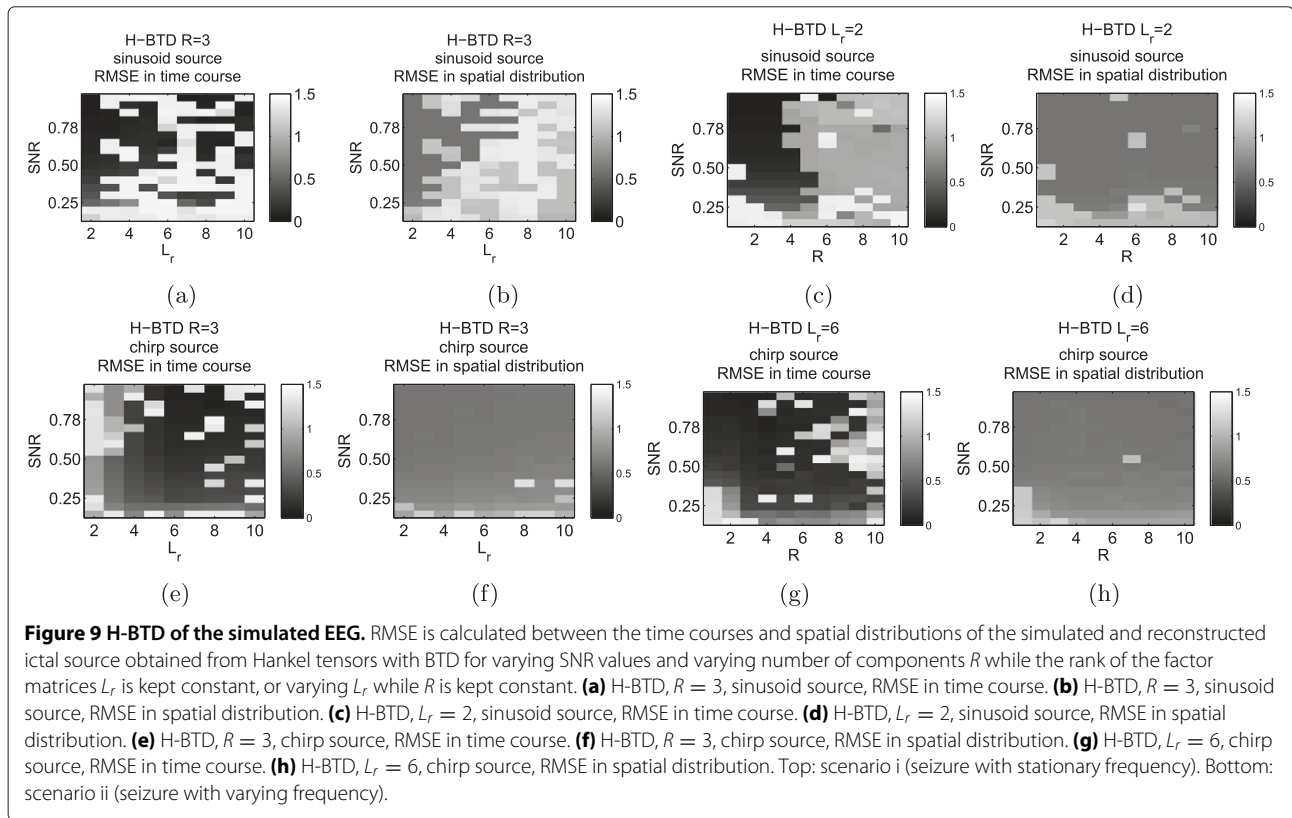 H−BTD R=3
sinusoid source
RMSE in time course
SNR
0.78
0.50
0.25
2 4 6 8 10
L_r
1.5
1
0.5
0
(a)
H−BTD R=3
sinusoid source
RMSE in spatial distribution
SNR
0.78
0.50
0.25
2 4 6 8 10
L_r
1.5
1
0.5
0
(b)
H−BTD L_r=2
sinusoid source
RMSE in time course
SNR
0.78
0.50
0.25
2 4 6 8 10
R
1.5
1
0.5
0
(c)
H−BTD L_r=2
sinusoid source
RMSE in spatial distribution
SNR
0.78
0.50
0.25
2 4 6 8 10
R
1.5
1
0.5
0
(d)
H−BTD R=3
chirp source
RMSE in time course
SNR
0.78
0.50
0.25
2 4 6 8 10
L_r
1.5
1
0.5
0
(e)
H−BTD R=3
chirp source
RMSE in spatial distribution
SNR
0.78
0.50
0.25
2 4 6 8 10
L_r
1.5
1
0.5
0
(f)
H−BTD L_r=6
chirp source
RMSE in time course
SNR
0.78
0.50
0.25
2 4 6 8 10
R
1.5
1
0.5
0
(g)
H−BTD L_r=6
chirp source
RMSE in spatial distribution
SNR
0.78
0.50
0.25
2 4 6 8 10
R
1.5
1
0.5
0
(h)
Figure 9 H-BTD of the simulated EEG. RMSE is calculated between the time courses and spatial distributions of the simulated and reconstructed
ictal source obtained from Hankel tensors with BTD for varying SNR values and varying number of components R while the rank of the factor
matrices L_r is kept constant, or varying L_r while R is kept constant. (a) H-BTD, R = 3, sinusoid source, RMSE in time course. (b) H-BTD, R = 3, sinusoid
source, RMSE in spatial distribution. (c) H-BTD, L_r = 2, sinusoid source, RMSE in time course. (d) H-BTD, L_r = 2, sinusoid source, RMSE in spatial
distribution. (e) H-BTD, R = 3, chirp source, RMSE in time course. (f) H-BTD, R = 3, chirp source, RMSE in spatial distribution. (g) H-BTD, L_r = 6, chirp
source, RMSE in time course. (h) H-BTD, L_r = 6, chirp source, RMSE in spatial distribution. Top: scenario i (seizure with stationary frequency). Bottom:
scenario ii (seizure with varying frequency).